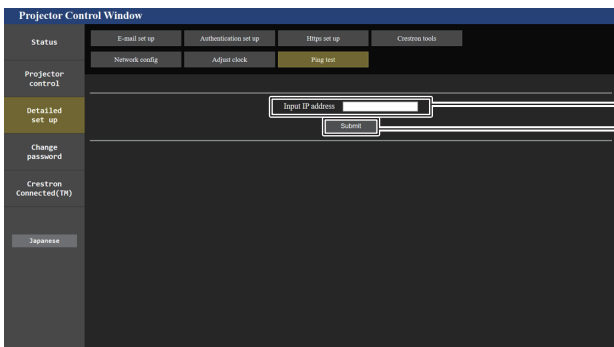 Projector Control Window
Status
E-mail set up
Authentication set up
Https set up
Crestron tools
Network config
Adjust clock
Ping test
Projector
control
Detailed
set up
Input IP address
Submit
Change
password
Crestron
Connected(TM)
Japanese